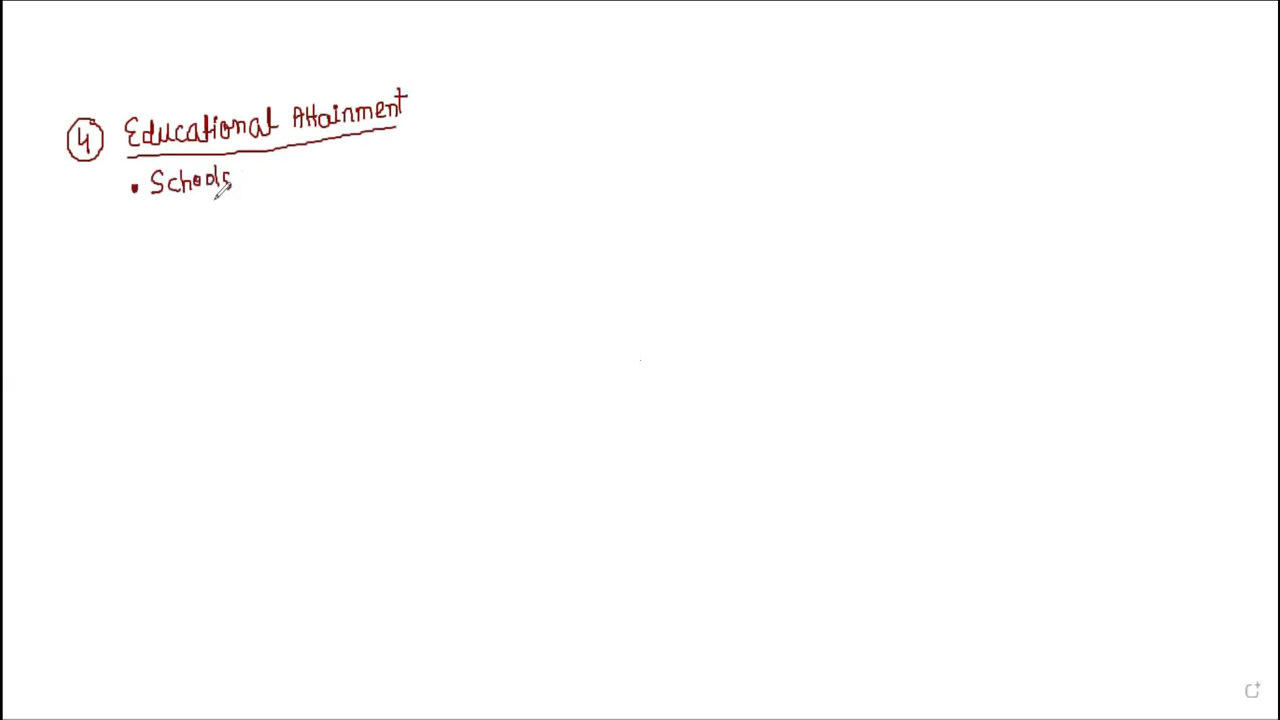 ④ Educational Attainment
• Schools